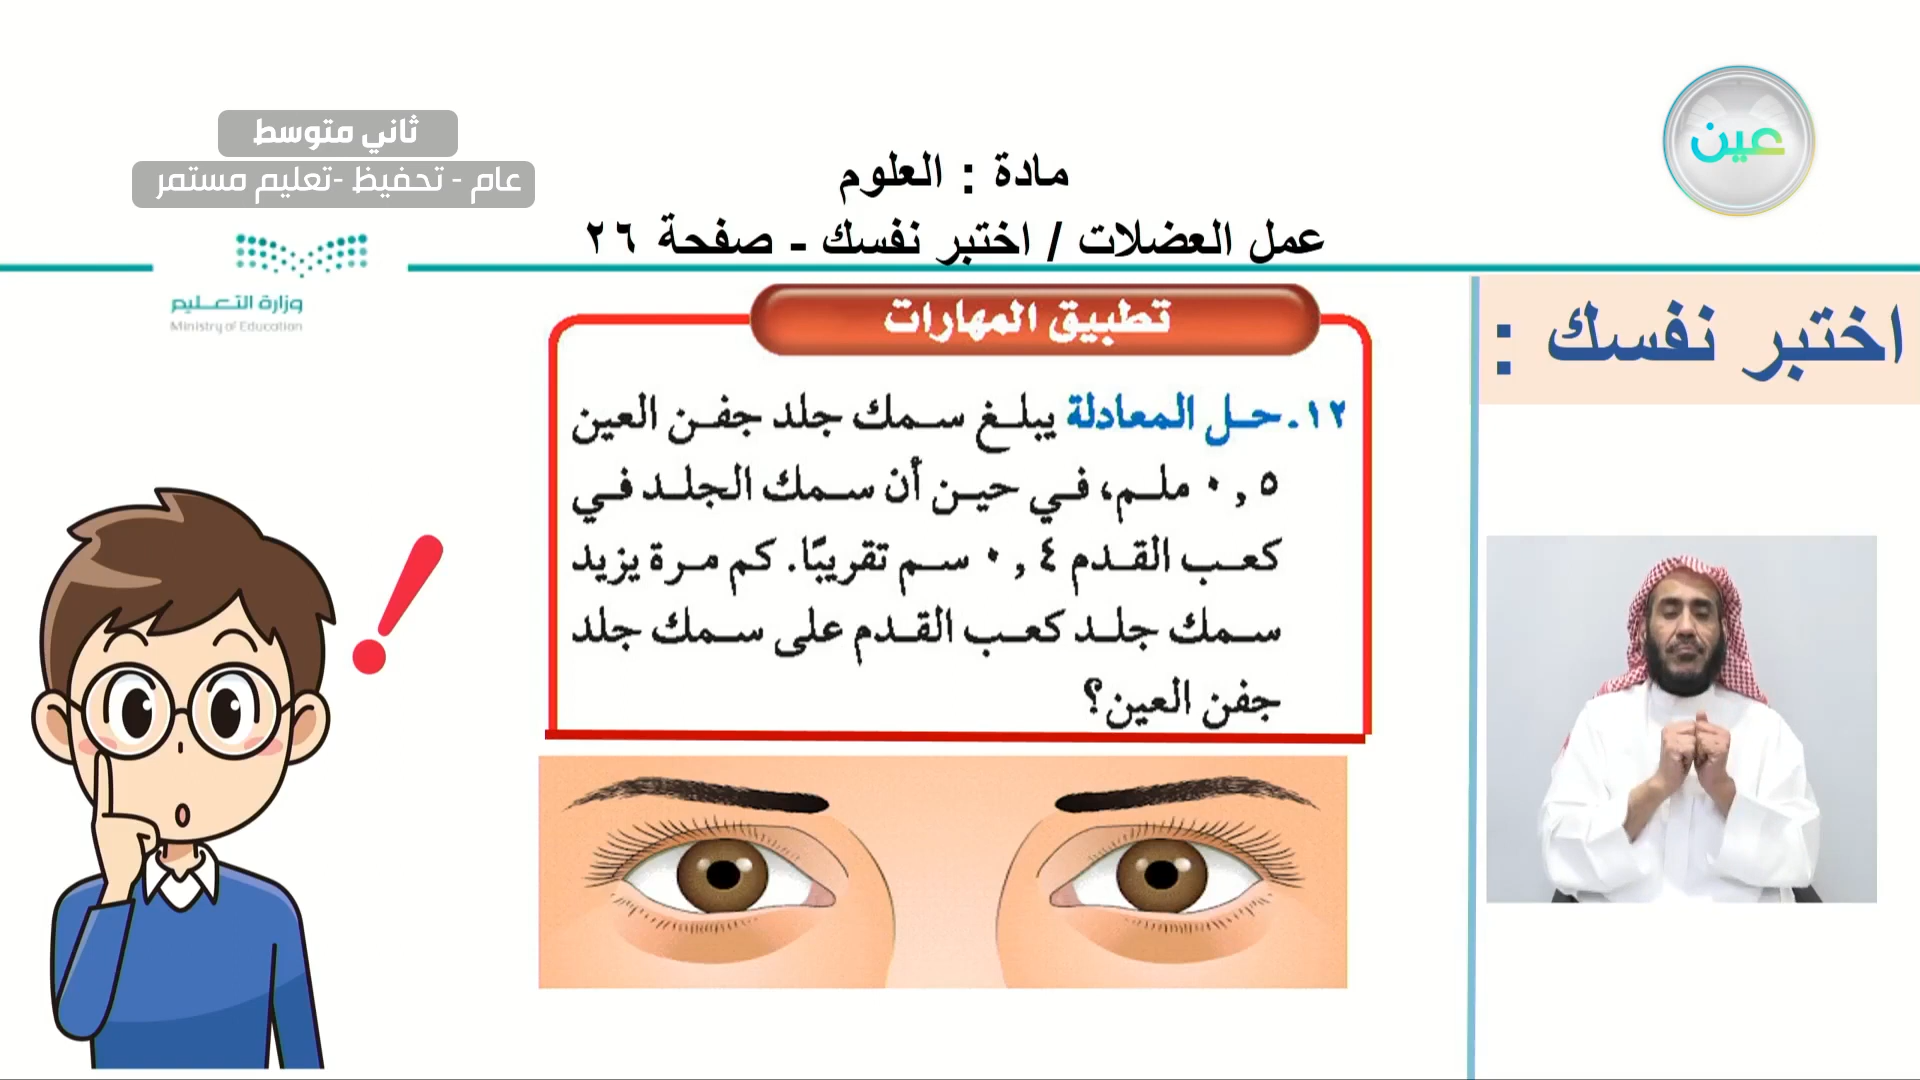 عين
ثاني متوسط
عام - تحفيظ -تعليم مستمر
مادة : العلوم
عمل العضلات / اختبر نفسك - صفحة ٢٦
وزارة التعليم
Ministry of Education
اختبر نفسك :
تطبيق المهارات
١٢. حل المعادلة يبلغ سمك جلد جفن العين
٠,٥ ملم، في حين أن سمك الجلد في
كعب القدم ٠,٤ سم تقريبًا. كم مرة يزيد
سمك جلد كعب القدم على سمك جلد
جفن العين؟